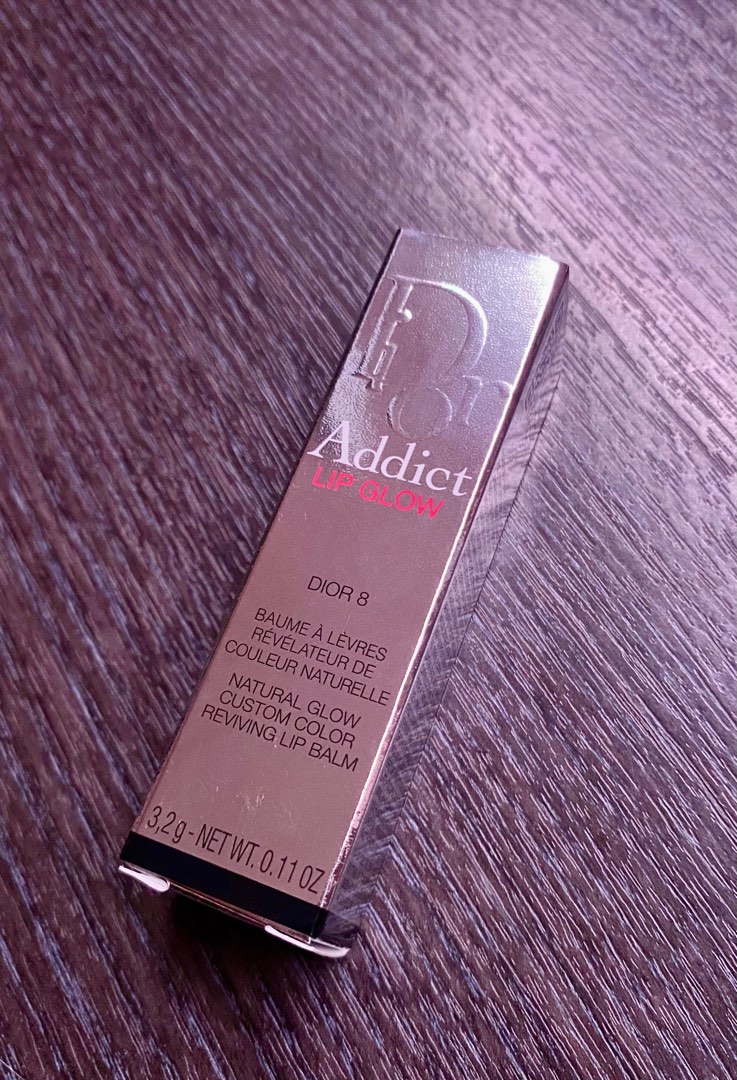 Dior
Addict
LIP GLOW
DIOR 8
BAUME À LÈVRES
RÉVÉLATEUR DE
COULEUR NATURELLE
NATURAL GLOW
CUSTOM COLOR
REVIVING LIP BALM
3,2g - NET WT. 0.11 OZ